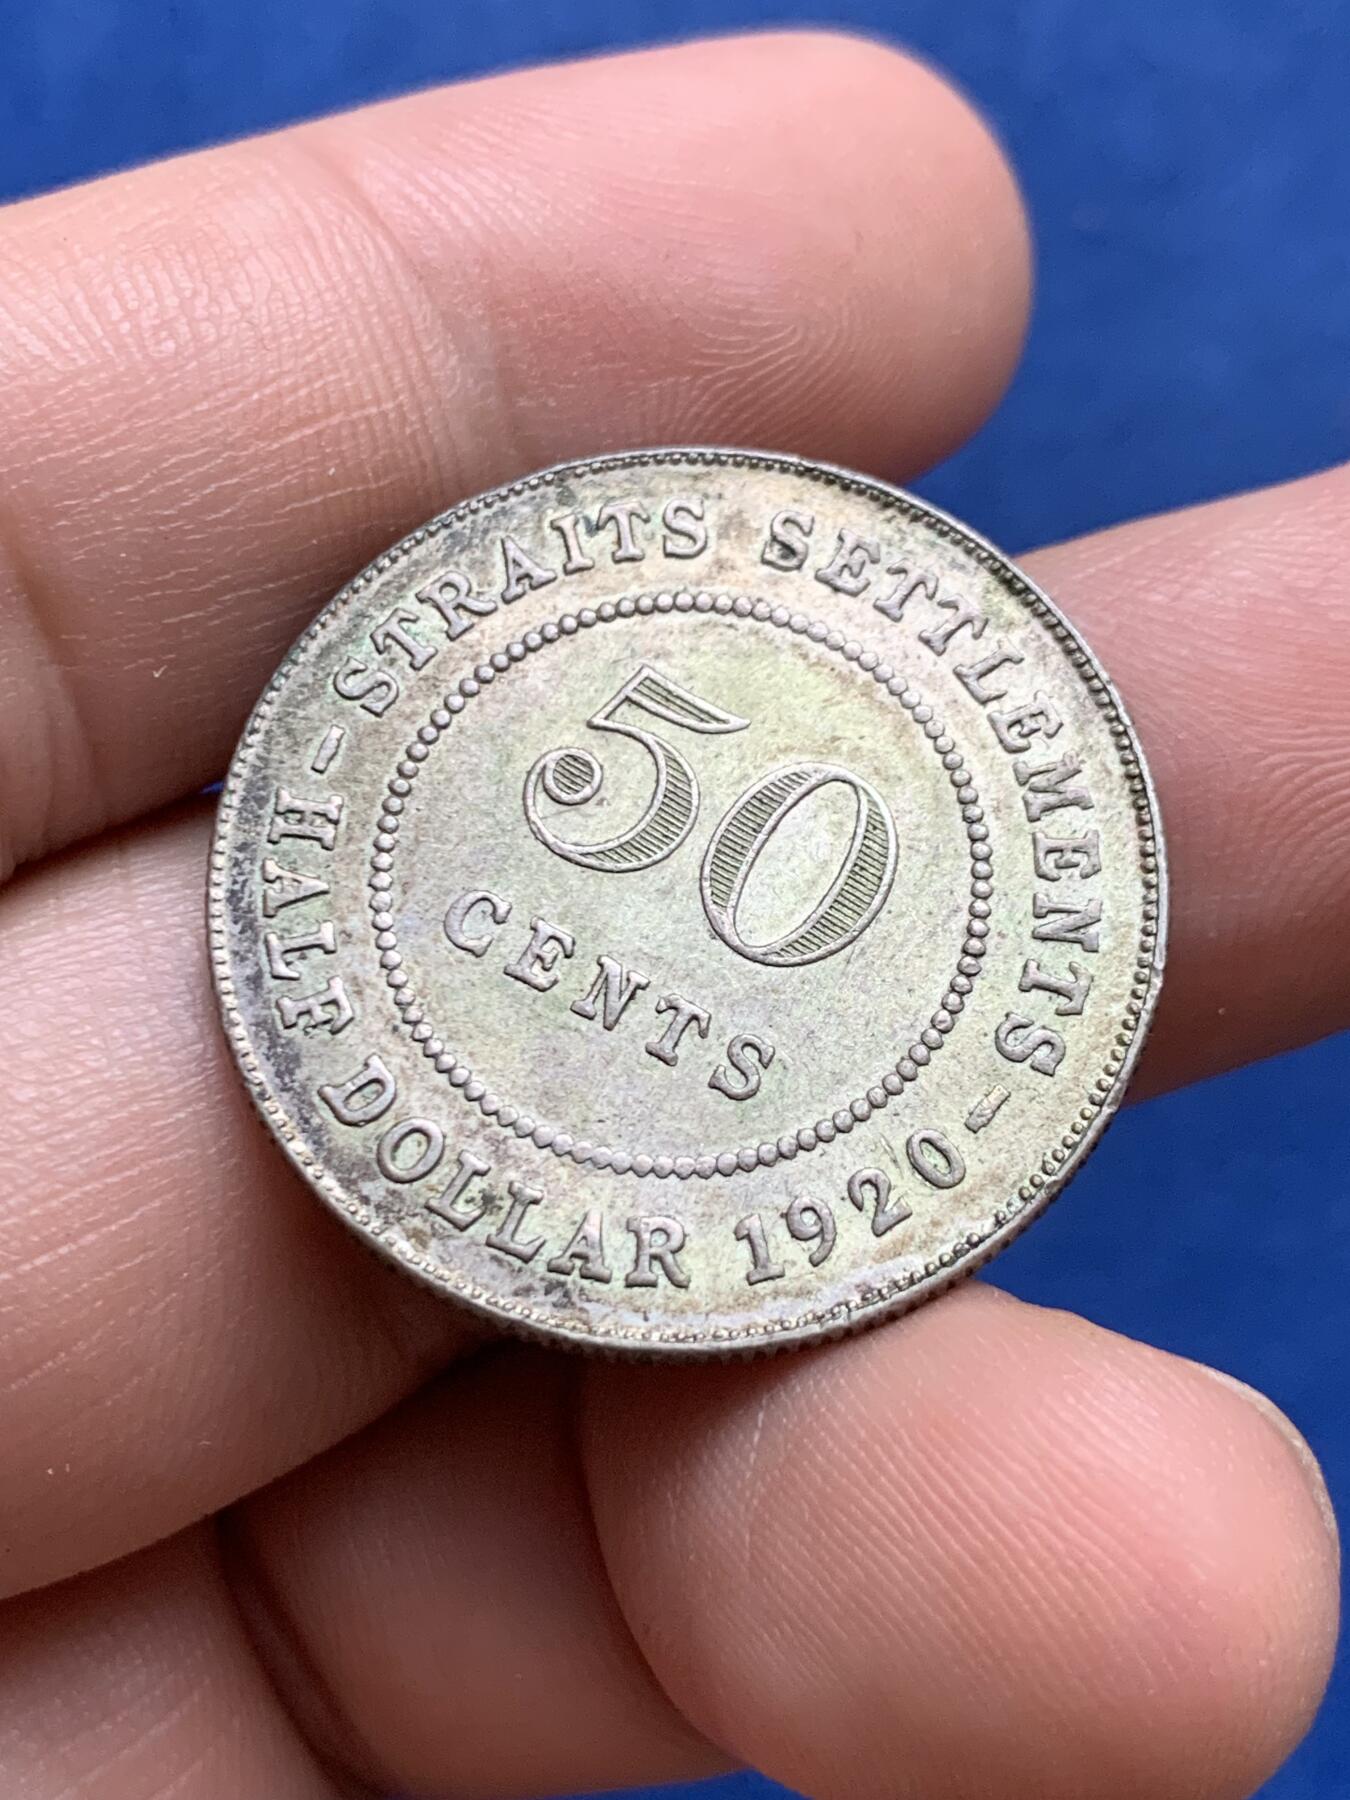 STRAITS SETTLEMENTS –
50
CENTS
HALF DOLLAR 1920 –